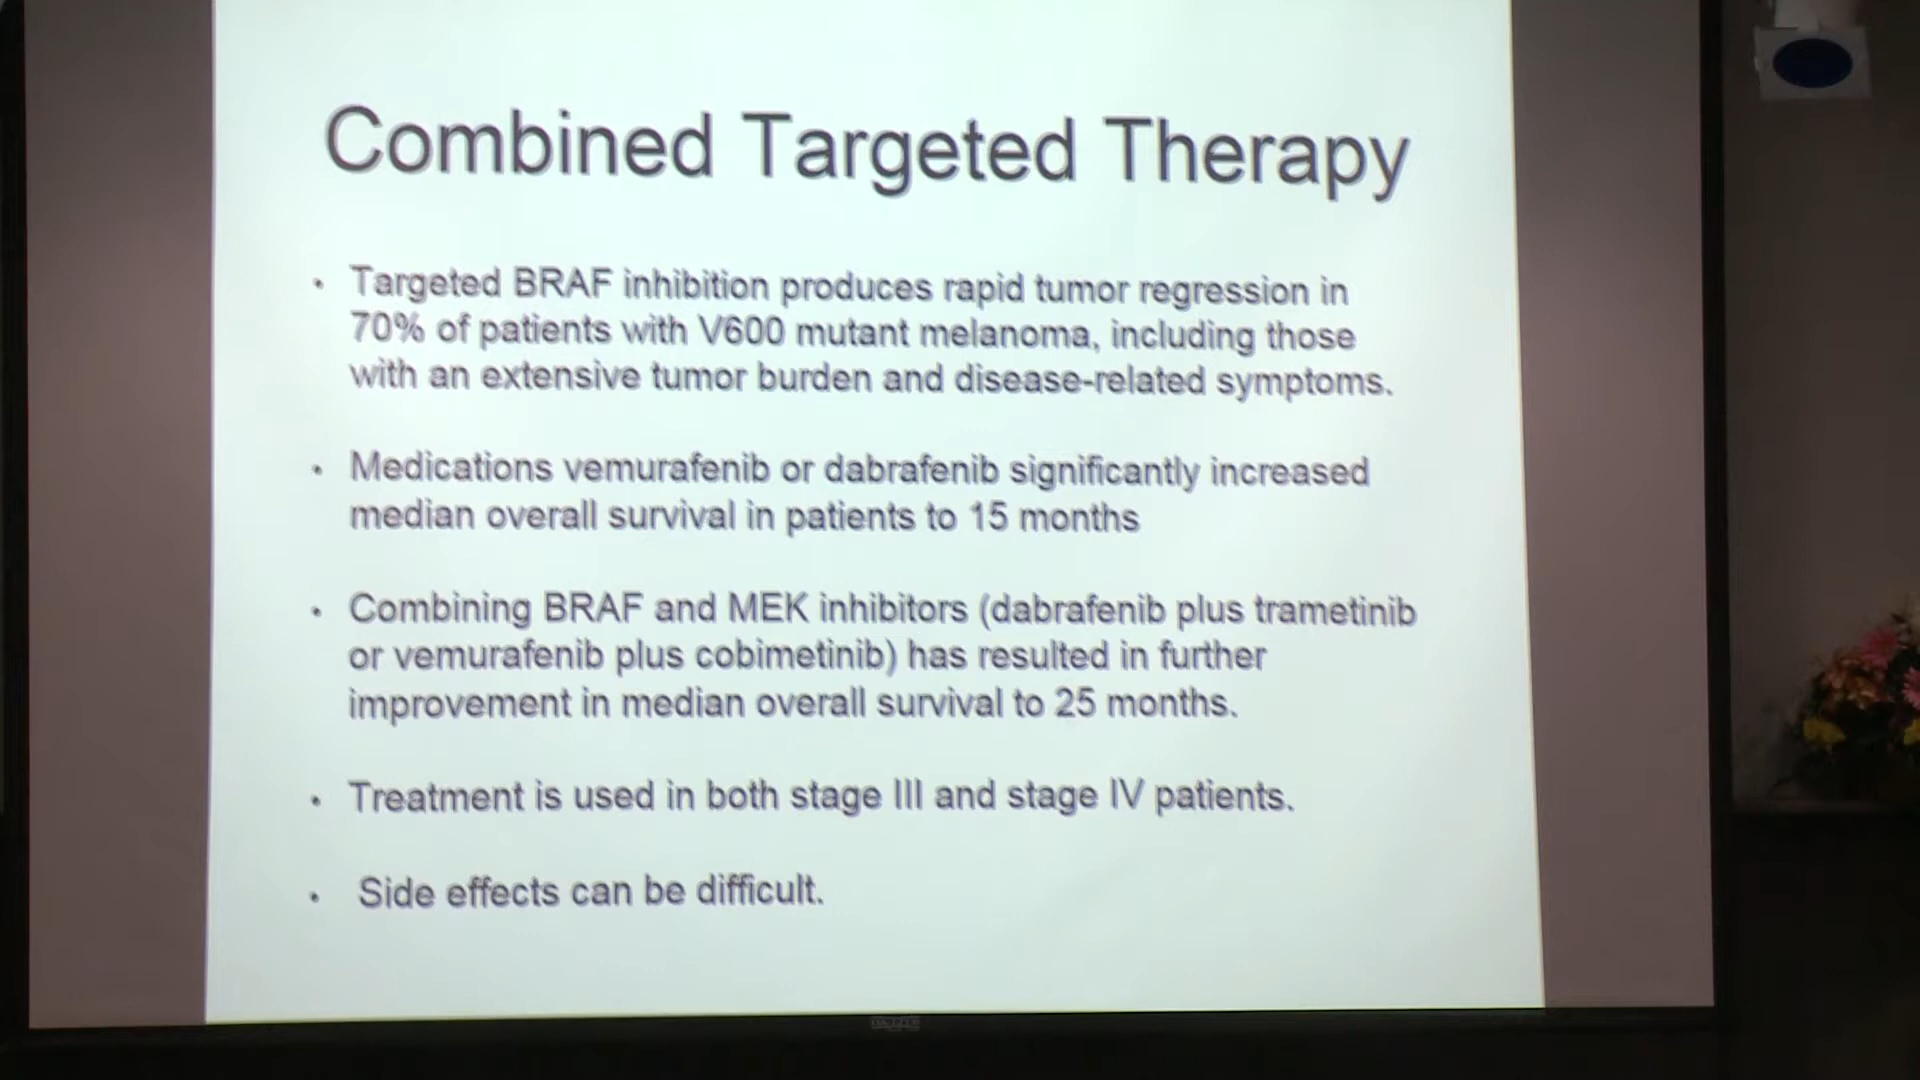 Combined Targeted Therapy
• Targeted BRAF inhibition produces rapid tumor regression in
70% of patients with V600 mutant melanoma, including those
with an extensive tumor burden and disease-related symptoms.
• Medications vemurafenib or dabrafenib significantly increased
median overall survival in patients to 15 months
• Combining BRAF and MEK inhibitors (dabrafenib plus trametinib
or vemurafenib plus cobimetinib) has resulted in further
improvement in median overall survival to 25 months.
• Treatment is used in both stage III and stage IV patients.
• Side effects can be difficult.